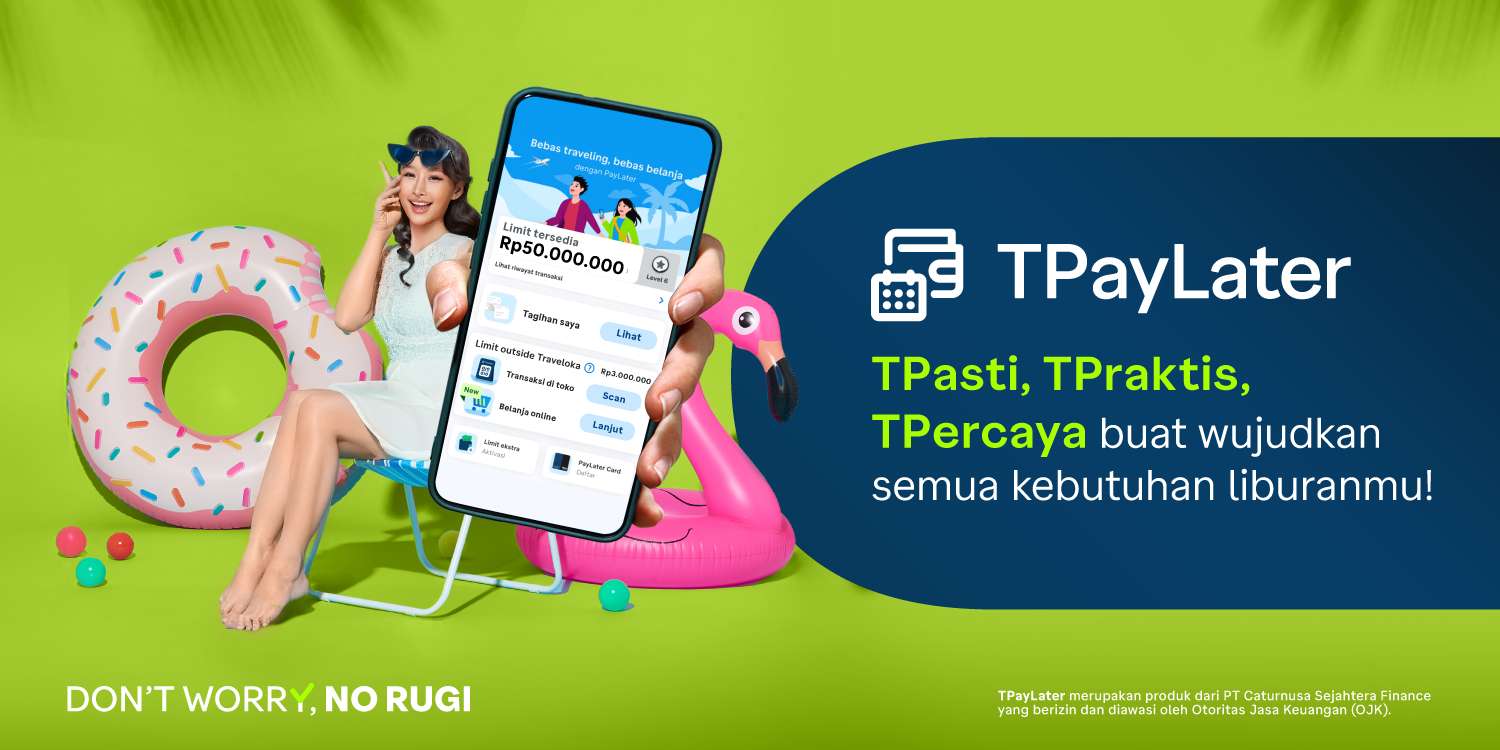 Bebas traveling, bebas belanja
dengan PayLater
Limit tersedia
Rp50.000.000
Level 6
Lihat riwayat transaksi
Tagihan saya
Lihat
Limit outside Traveloka
Rp3.000.000
Transaksi di toko
Scan
New
Belanja online
Lanjut
Limit ekstra
Aktivasi
PayLater Card
Daftar
TPayLater
TPasti, TPraktis,
TPercaya buat wujudkan
semua kebutuhan liburanmu!
DON'T WORRY, NO RUGI
TPayLater merupakan produk dari PT Caturnusa Sejahtera Finance
yang berizin dan diawasi oleh Otoritas Jasa Keuangan (OJK).